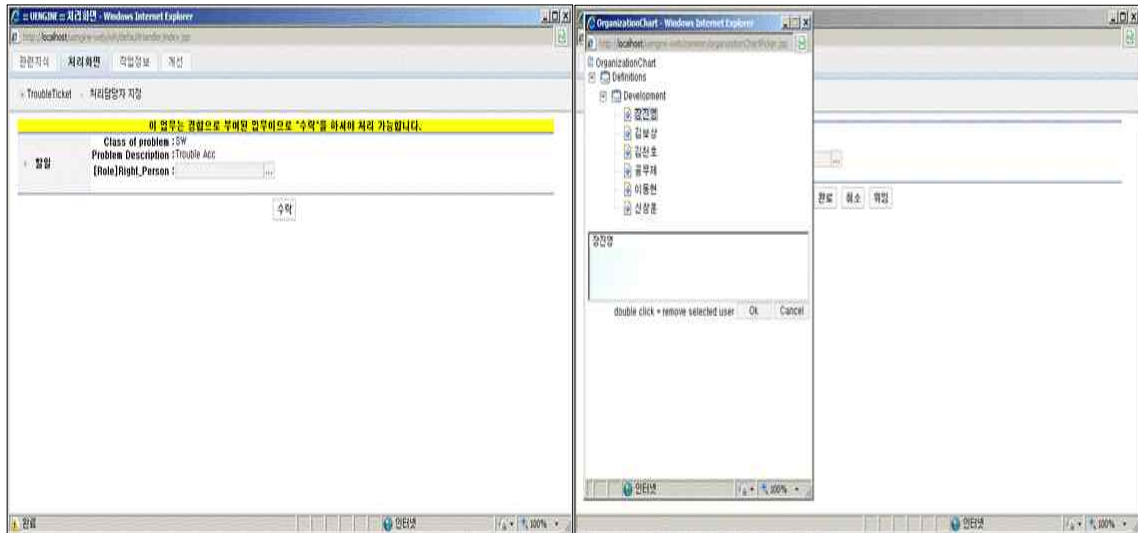 ::: UENGINE ::: 처리화면 - Windows Internet Explorer
관련지식 처리화면 작업정보 개선
TroubleTicket 처리담당자 지정
이 업무는 경합으로 부여된 업무이므로 "수락"을 하셔야 처리 가능합니다.
할일
Class of problem : SW
Problem Description : Trouble Acc
[Role]Right_Person : ...
수락
완료
인터넷
100%
OrganizationChart - Windows Internet Explorer
OrganizationChart
Definitions
Development
장진영
김보상
김천호
공무제
이동현
신창훈
장진영
double click = remove selected user Ok Cancel
인터넷
100%
...
완료 취소 위임
인터넷
100%